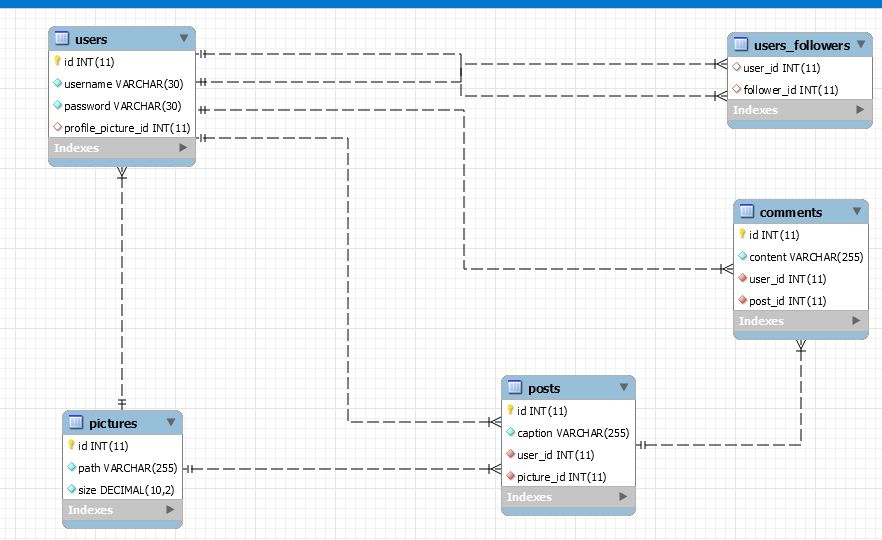 users
id INT(11)
username VARCHAR(30)
password VARCHAR(30)
profile_picture_id INT(11)
Indexes
users_followers
user_id INT(11)
follower_id INT(11)
Indexes
comments
id INT(11)
content VARCHAR(255)
user_id INT(11)
post_id INT(11)
Indexes
pictures
id INT(11)
path VARCHAR(255)
size DECIMAL(10,2)
Indexes
posts
id INT(11)
caption VARCHAR(255)
user_id INT(11)
picture_id INT(11)
Indexes